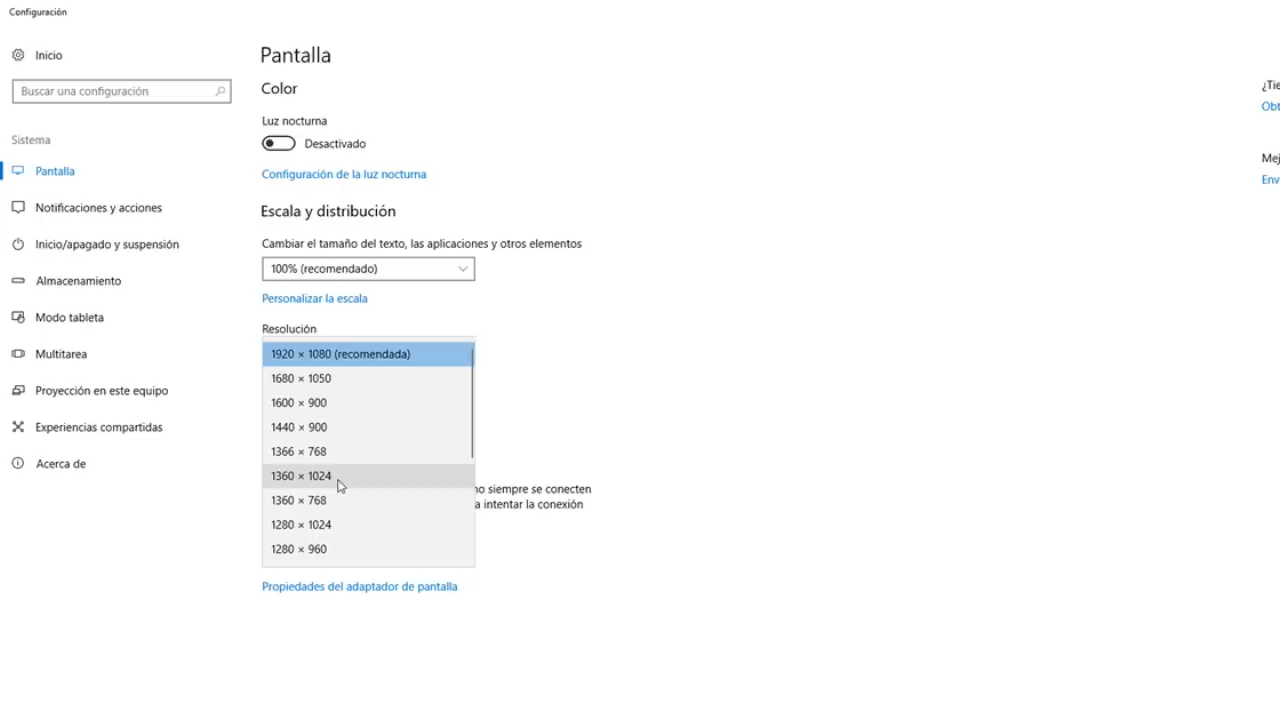 Configuración
Inicio
Buscar una configuración
Sistema
Pantalla
Notificaciones y acciones
Inicio/apagado y suspensión
Almacenamiento
Modo tableta
Multitarea
Proyección en este equipo
Experiencias compartidas
Acerca de
Pantalla
Color
Luz nocturna
Desactivado
Configuración de la luz nocturna
Escala y distribución
Cambiar el tamaño del texto, las aplicaciones y otros elementos
100% (recomendado)
Personalizar la escala
Resolución
1920 × 1080 (recomendada)
1680 × 1050
1600 × 900
1440 × 900
1366 × 768
1360 × 1024
1360 × 768
1280 × 1024
1280 × 960
siempre se conecten
a intentar la conexión
Propiedades del adaptador de pantalla